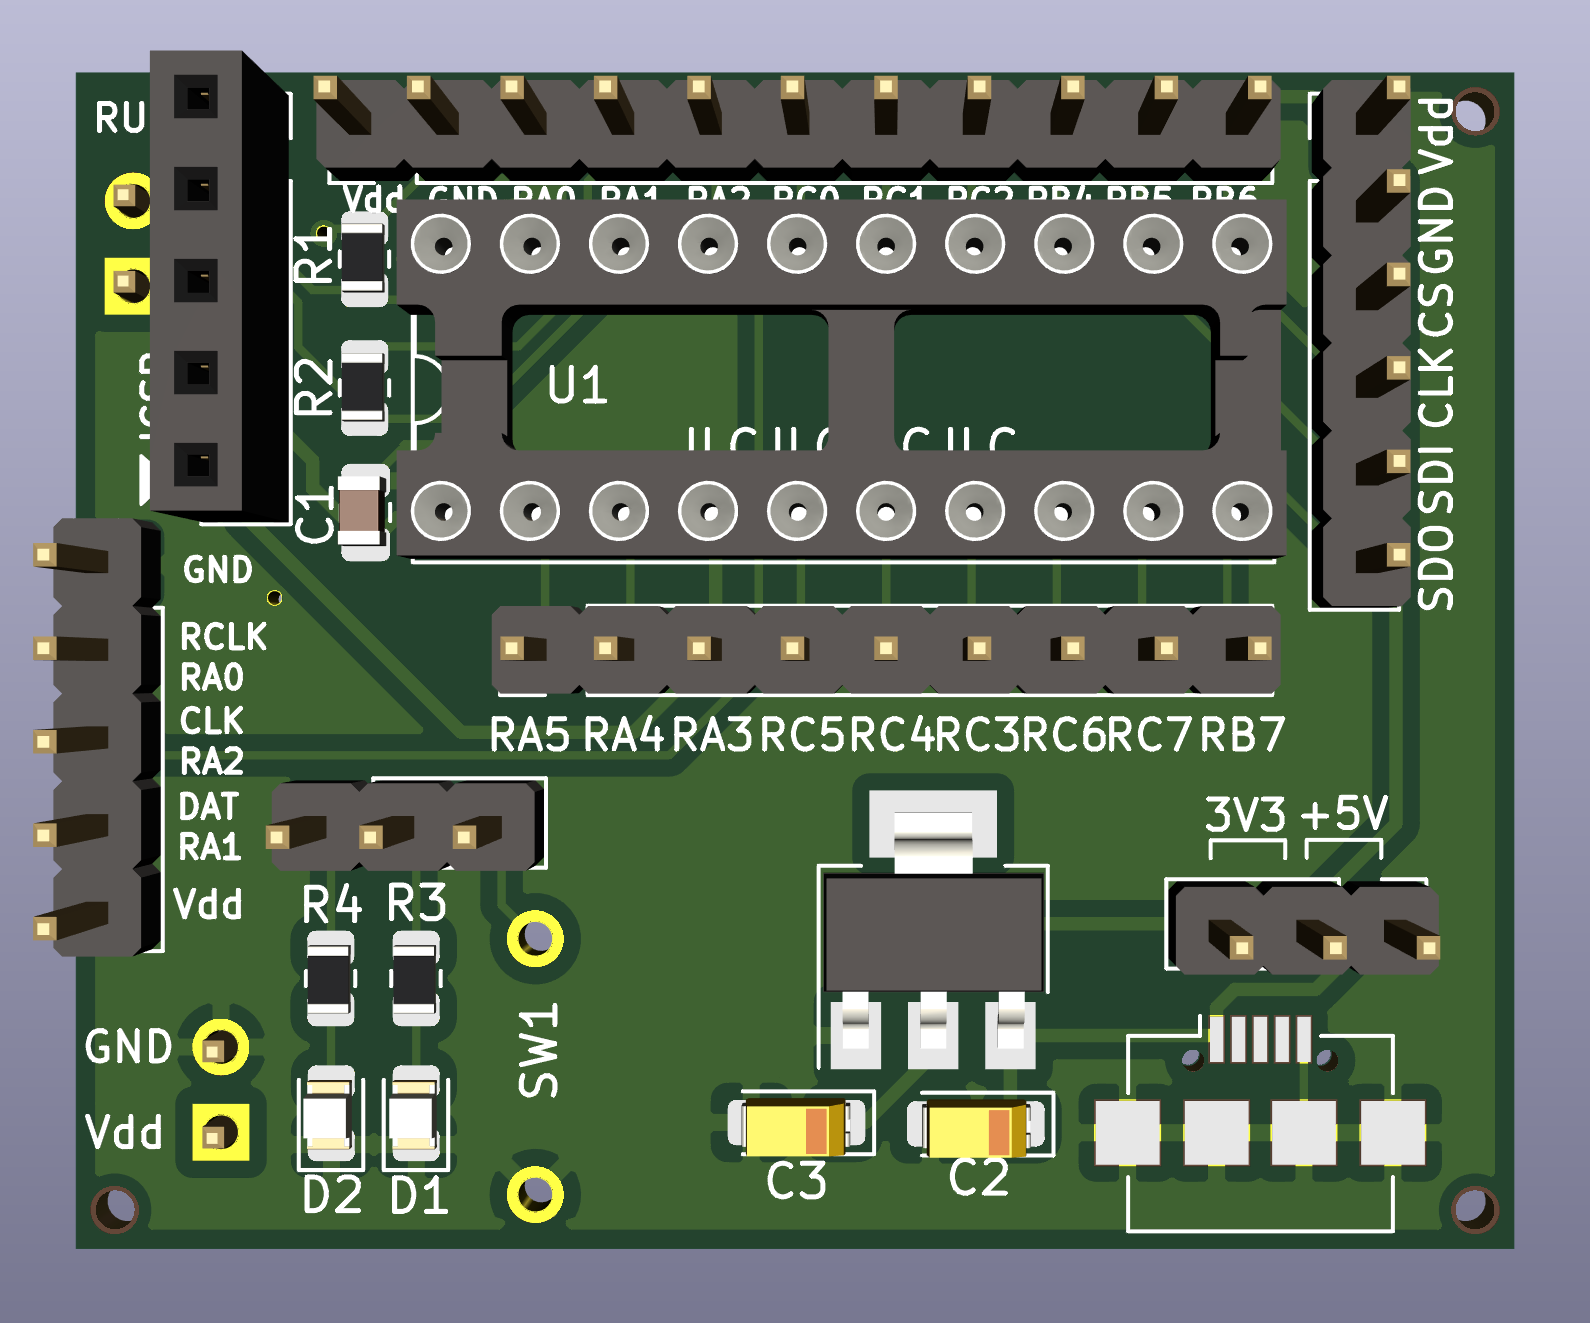 RU
Vdd GND RA0 RA1 RA2 RC0 RC1 RC2 RB4 RB5 RB6
Vdd
GND
CS
CLK
SDI
SDO
R1
R2
C1
U1
GND
RCLK
RA0
CLK
RA2
DAT
RA1
Vdd
RA5 RA4 RA3 RC5 RC4 RC3 RC6 RC7 RB7
3V3 +5V
R4 R3
SW1
GND
Vdd
D2 D1
C3 C2